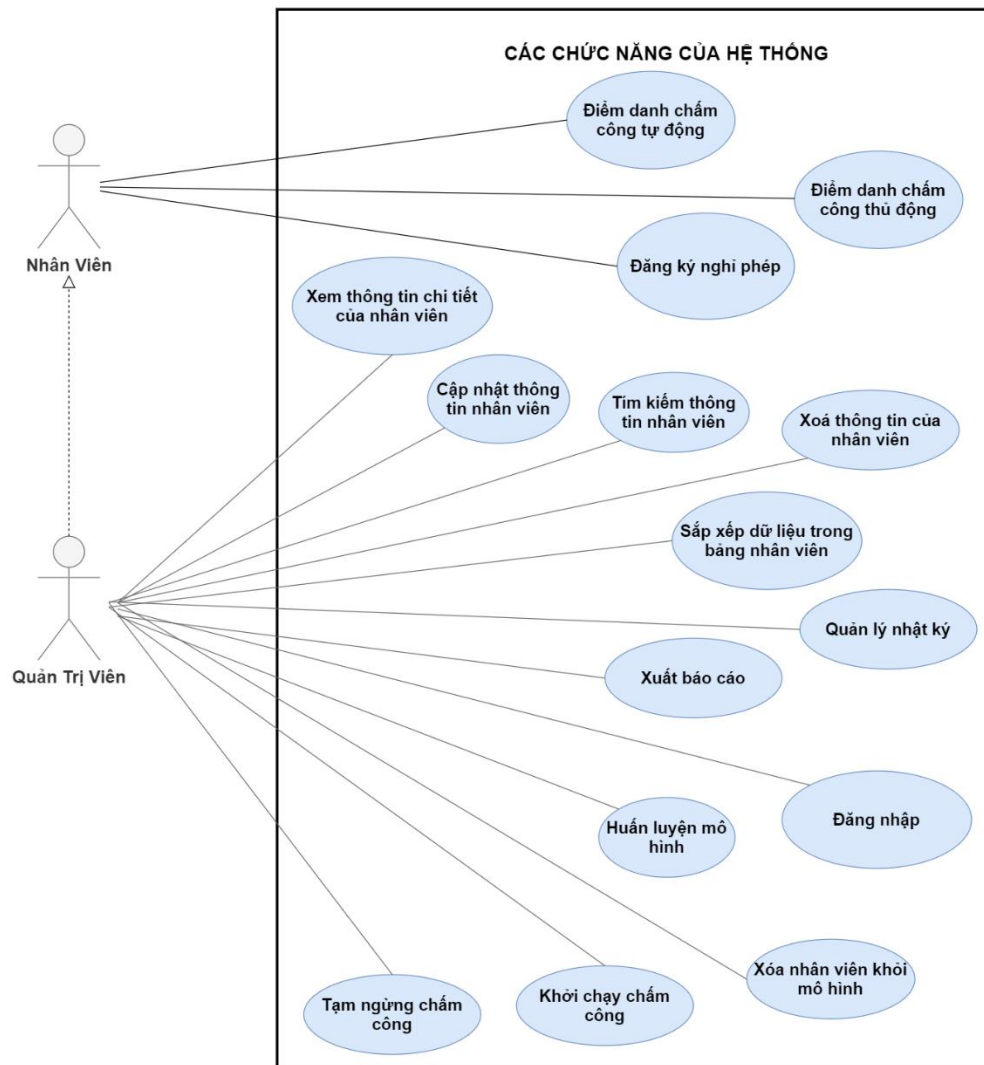 CÁC CHỨC NĂNG CỦA HỆ THỐNG
Điểm danh chấm
công tự động
Điểm danh chấm
công thủ động
Nhân Viên
Đăng ký nghỉ phép
Xem thông tin chi tiết
của nhân viên
Cập nhật thông
tin nhân viên
Tìm kiếm thông
tin nhân viên
Xoá thông tin của
nhân viên
Sắp xếp dữ liệu trong
bảng nhân viên
Quản lý nhật ký
Quản Trị Viên
Xuất báo cáo
Đăng nhập
Huấn luyện mô
hình
Xóa nhân viên khỏi
mô hình
Tạm ngừng chấm
công
Khởi chạy chấm
công